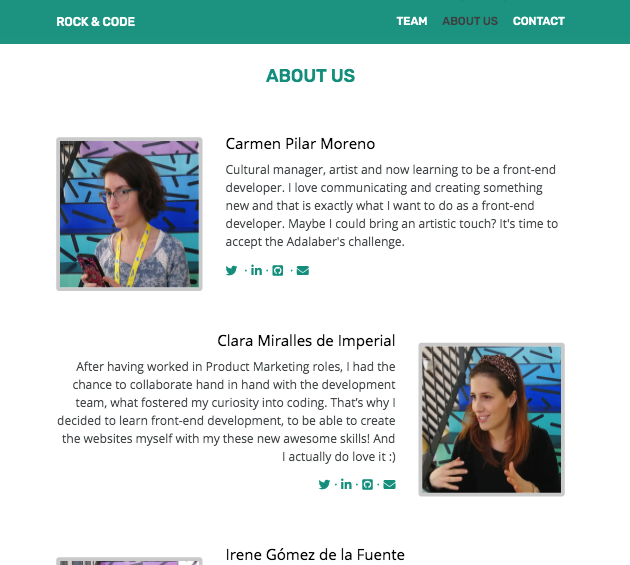 ROCK & CODE
TEAM ABOUT US CONTACT
ABOUT US
Carmen Pilar Moreno
Cultural manager, artist and now learning to be a front-end
developer. I love communicating and creating something
new and that is exactly what I want to do as a front-end
developer. Maybe I could bring an artistic touch? It's time to
accept the Adalaber's challenge.
Clara Miralles de Imperial
After having worked in Product Marketing roles, I had the
chance to collaborate hand in hand with the development
team, what fostered my curiosity into coding. That's why I
decided to learn front-end development, to be able to create
the websites myself with my these new awesome skills! And
I actually do love it :)
Irene Gómez de la Fuente